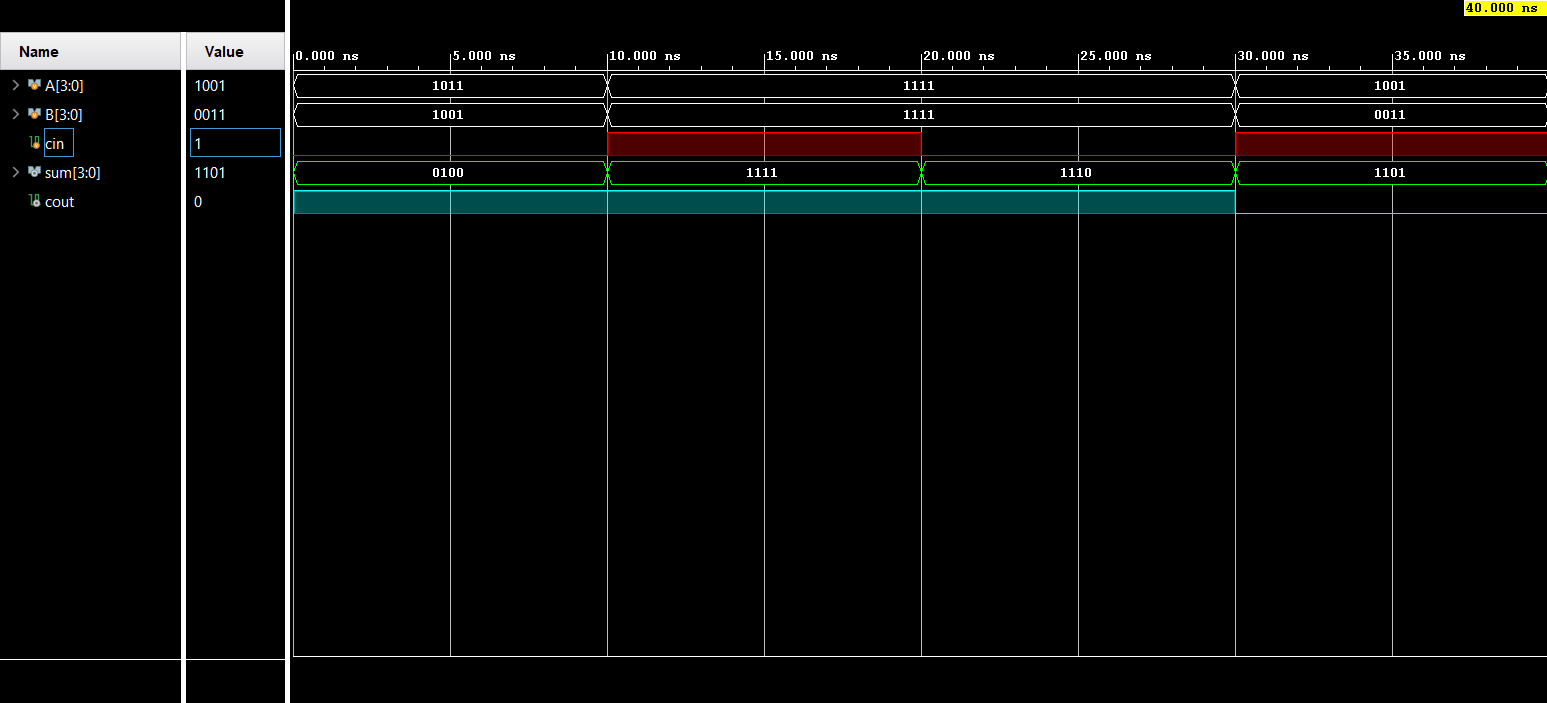 40.000 ns
Name Value
0.000 ns 5.000 ns 10.000 ns 15.000 ns 20.000 ns 25.000 ns 30.000 ns 35.000 ns
A[3:0] 1001 1011 1111 1001
B[3:0] 0011 1001 1111 0011
cin 1
sum[3:0] 1101 0100 1111 1110 1101
cout 0